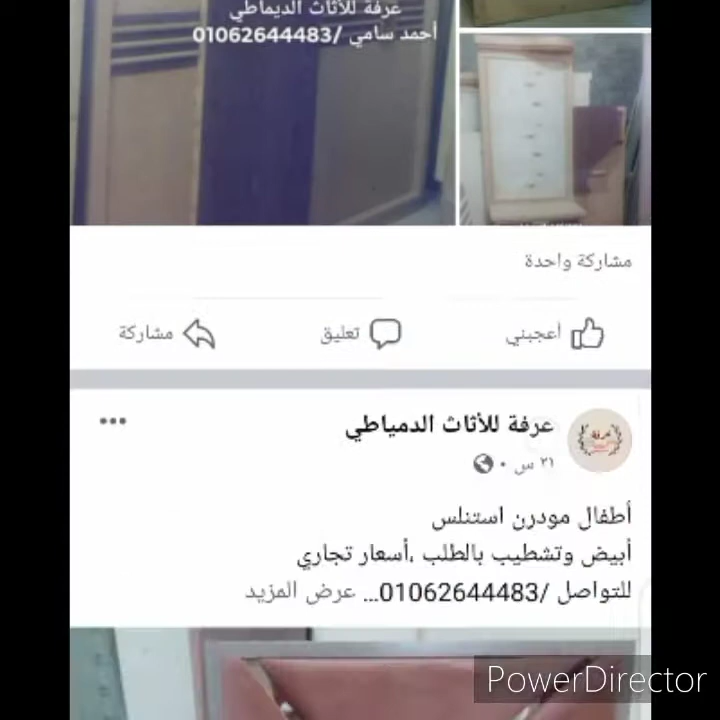 عرفة للأثاث الديماطي
أحمد سامي /01062644483
مشاركة واحدة
أعجبني
تعليق
مشاركة
عرفة للأثاث الدمياطي
٢١ س ·
أطفال مودرن استنلس
أبيض وتشطيب بالطلب ،أسعار تجاري
للتواصل /01062644483... عرض المزيد
PowerDirector